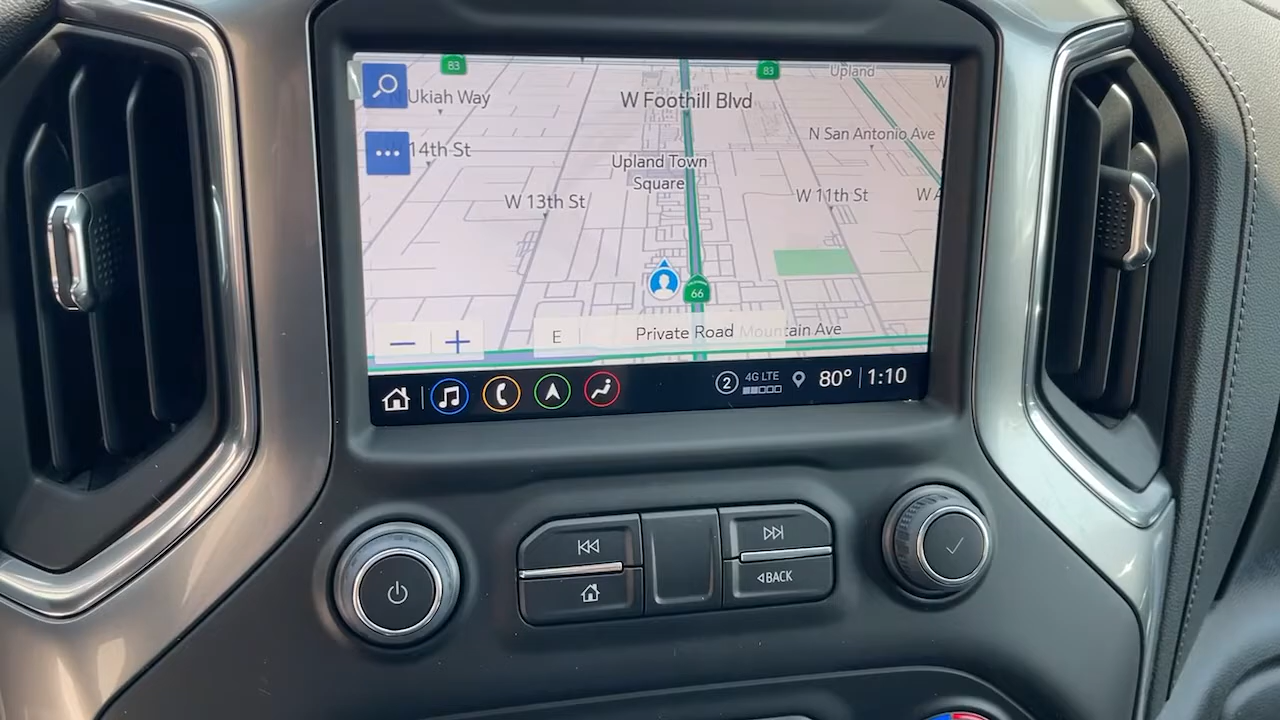 83
83
Upland
W
Ukiah Way
W Foothill Blvd
N San Antonio Ave
14th St
Upland Town
Square
W 13th St
W 11th St
W A
66
E
Private Road
Mountain Ave
2
4G LTE
80°
1:10
BACK